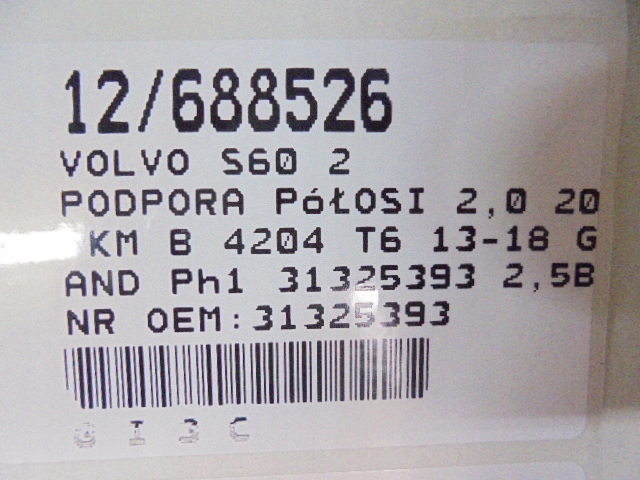 12/688526
VOLVO S60 2
PODPORA PÓŁOSI 2,0 20
KM B 4204 T6 13-18 G
AND Ph1 31325393 2,5B
NR OEM:31325393
G I 3 C